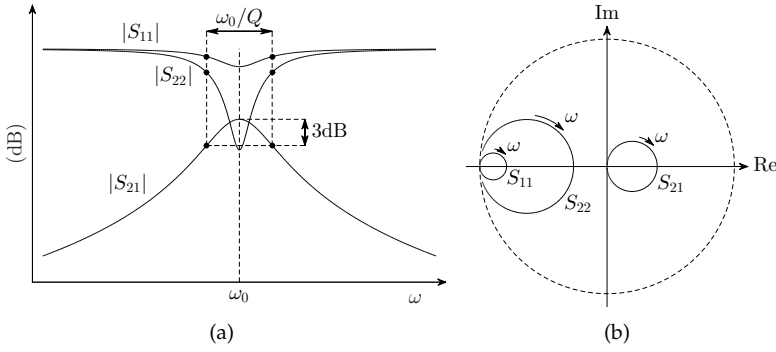 |S₁₁|
ω₀/Q
|S₂₂|
3dB
(dB)
|S₂₁|
ω₀
ω
(a)
Im
ω
ω
ω
Re
S₁₁
S₂₁
S₂₂
(b)